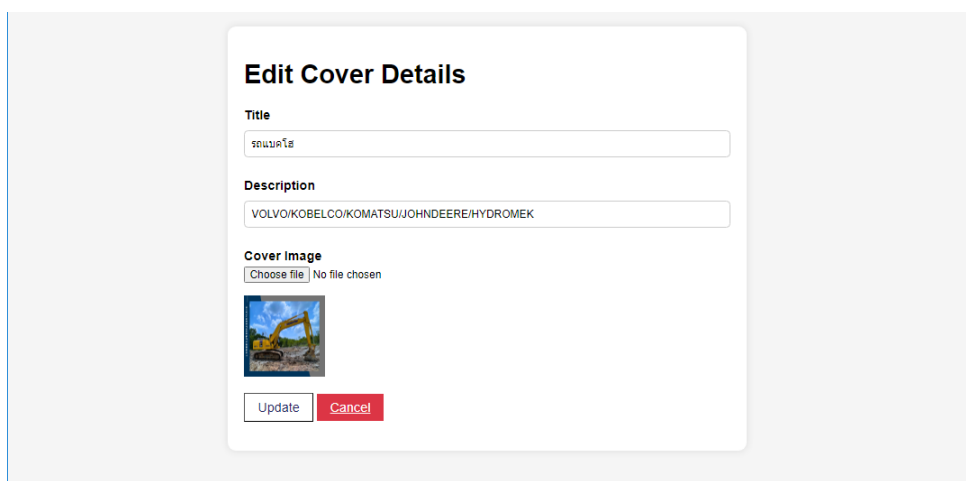 Edit Cover Details
Title
รถแบคโฮ
Description
VOLVO/KOBELCO/KOMATSU/JOHNDEERE/HYDROMEK
Cover Image
Choose file No file chosen
Update Cancel